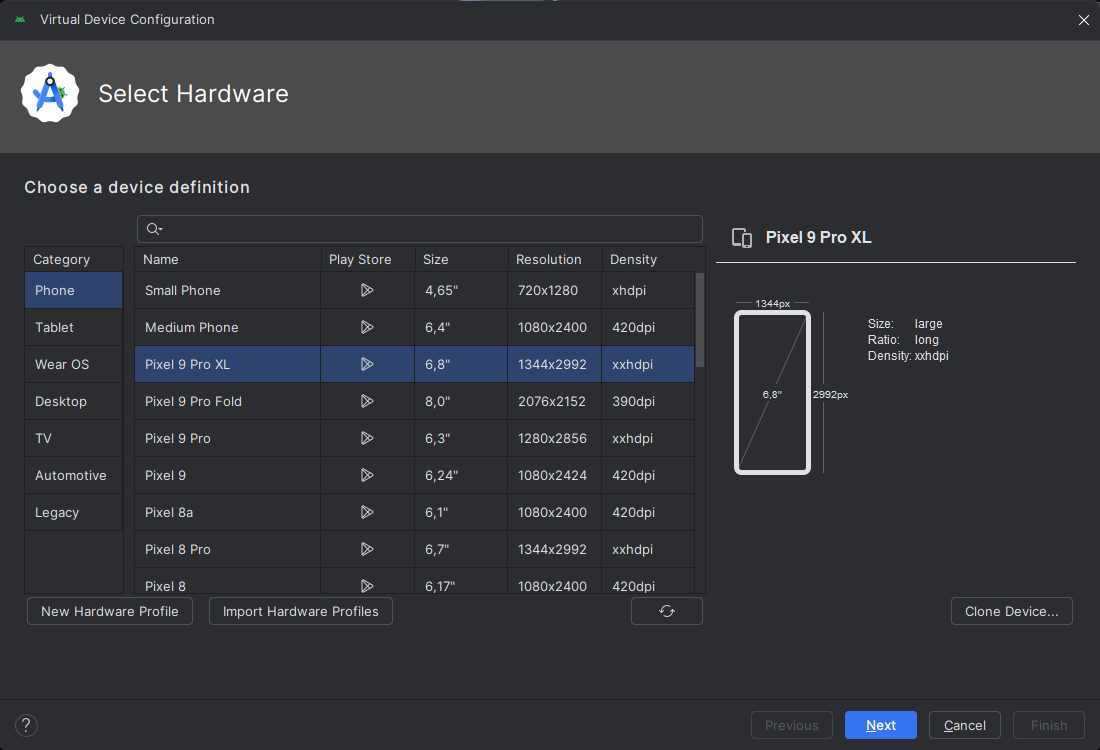 Virtual Device Configuration
Select Hardware
Choose a device definition
Category
Phone
Tablet
Wear OS
Desktop
TV
Automotive
Legacy
Name Play Store Size Resolution Density
Small Phone 4,65" 720x1280 xhdpi
Medium Phone 6,4" 1080x2400 420dpi
Pixel 9 Pro XL 6,8" 1344x2992 xxhdpi
Pixel 9 Pro Fold 8,0" 2076x2152 390dpi
Pixel 9 Pro 6,3" 1280x2856 xxhdpi
Pixel 9 6,24" 1080x2424 420dpi
Pixel 8a 6,1" 1080x2400 420dpi
Pixel 8 Pro 6,7" 1344x2992 xxhdpi
Pixel 8 6,17" 1080x2400 420dpi
Pixel 9 Pro XL
1344px
6,8"
2992px
Size: large
Ratio: long
Density: xxhdpi
New Hardware Profile Import Hardware Profiles Clone Device...
? Previous Next Cancel Finish